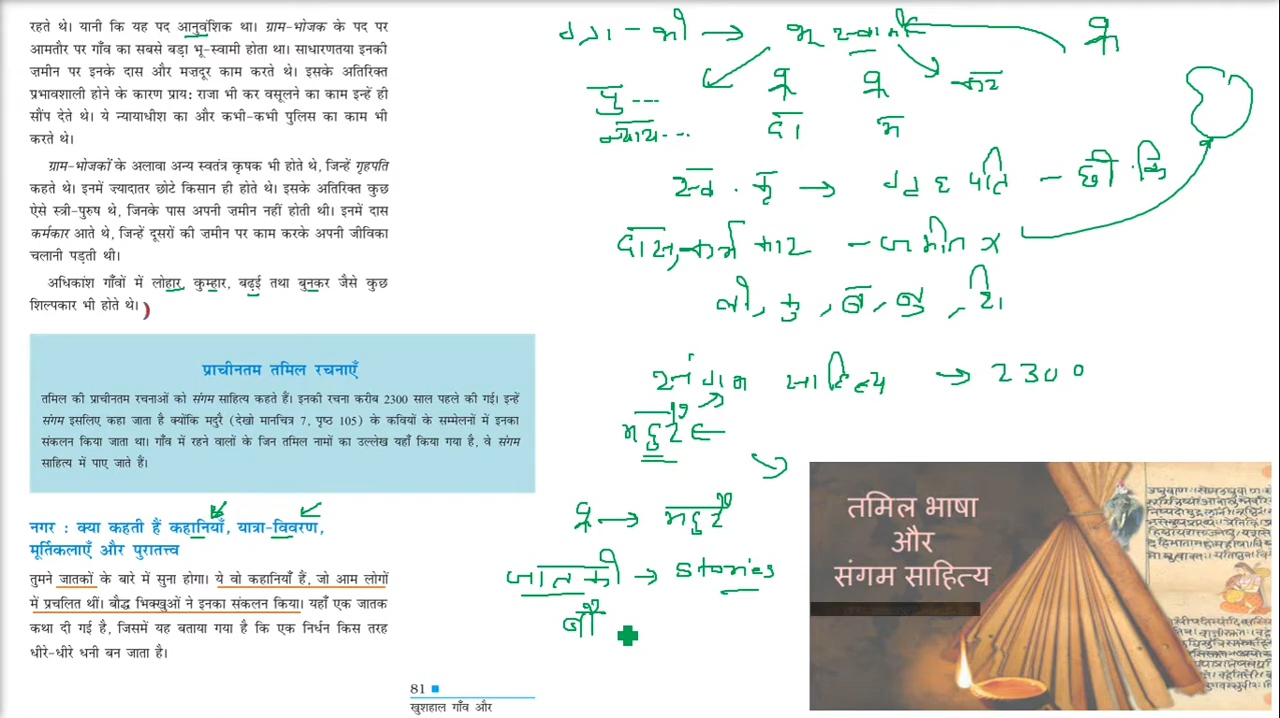 रहते थे। यानी कि यह पद आनुवंशिक था। ग्राम-भोजक के पद पर
आमतौर पर गाँव का सबसे बड़ा भू-स्वामी होता था। साधारणतया इनकी
ज़मीन पर इनके दास और मजदूर काम करते थे। इसके अतिरिक्त
प्रभावशाली होने के कारण प्रय: राजा भी कर वसूलने का काम इन्हें ही
सौंप देते थे। ये न्यायाधीश का और कभी-कभी पुलिस का काम भी
करते थे।
ग्राम-भोजकों के अलावा अन्य स्वतंत्र कृषक भी होते थे, जिन्हें गृहपति
कहते थे। इनमें ज्यादातर छोटे किसान ही होते थे। इसके अतिरिक्त कुछ
ऐसे स्त्री-पुरुष थे, जिनके पास अपनी ज़मीन नहीं होती थी। इनमें दास
कर्मकार आते थे, जिन्हें दूसरों की ज़मीन पर काम करके अपनी जीविका
चलानी पड़ती थी।
अधिकांश गाँवों में लोहार, कुम्हार, बढ़ई तथा बुनकर जैसे कुछ
शिल्पकार भी होते थे।
प्राचीनतम तमिल रचनाएँ
तमिल की प्राचीनतम रचनाओं को संगम साहित्य कहते हैं। इनकी रचना करीब 2300 साल पहले की गई। इन्हें
संगम इसलिए कहा जाता है क्योंकि मदुरै (देखो मानचित्र 7, पृष्ठ 105) के कवियों के सम्मेलनों में इनका
संकलन किया जाता था। गाँव में रहने वालों के जिन तमिल नामों का उल्लेख यहाँ किया गया है, वे संगम
साहित्य में पाए जाते हैं।
नगर : क्या कहती हैं कहानियाँ, यात्रा-विवरण,
मूर्तिकलाएँ और पुरातत्त्व
तुमने जातकों के बारे में सुना होगा। ये वो कहानियाँ हैं, जो आम लोगों
में प्रचलित थीं। बौद्ध भिक्खुओं ने इनका संकलन किया। यहाँ एक जातक
कथा दी गई है, जिसमें यह बताया गया है कि एक निर्धन किस तरह
धीरे-धीरे धनी बन जाता है।
81
खुशहाल गाँव और
भू स्वामी
पु...
कर
न्याय...
दा
म
स्व. कृ → गृहपति - छो. कि
दास, कर्मकार - जमीन x
लो, कु, ब, बु, शि
संगम साहित्य → 2300
मदुरै
→ मदुरै
जातको → stories
बौ
तमिल भाषा
और
संगम साहित्य